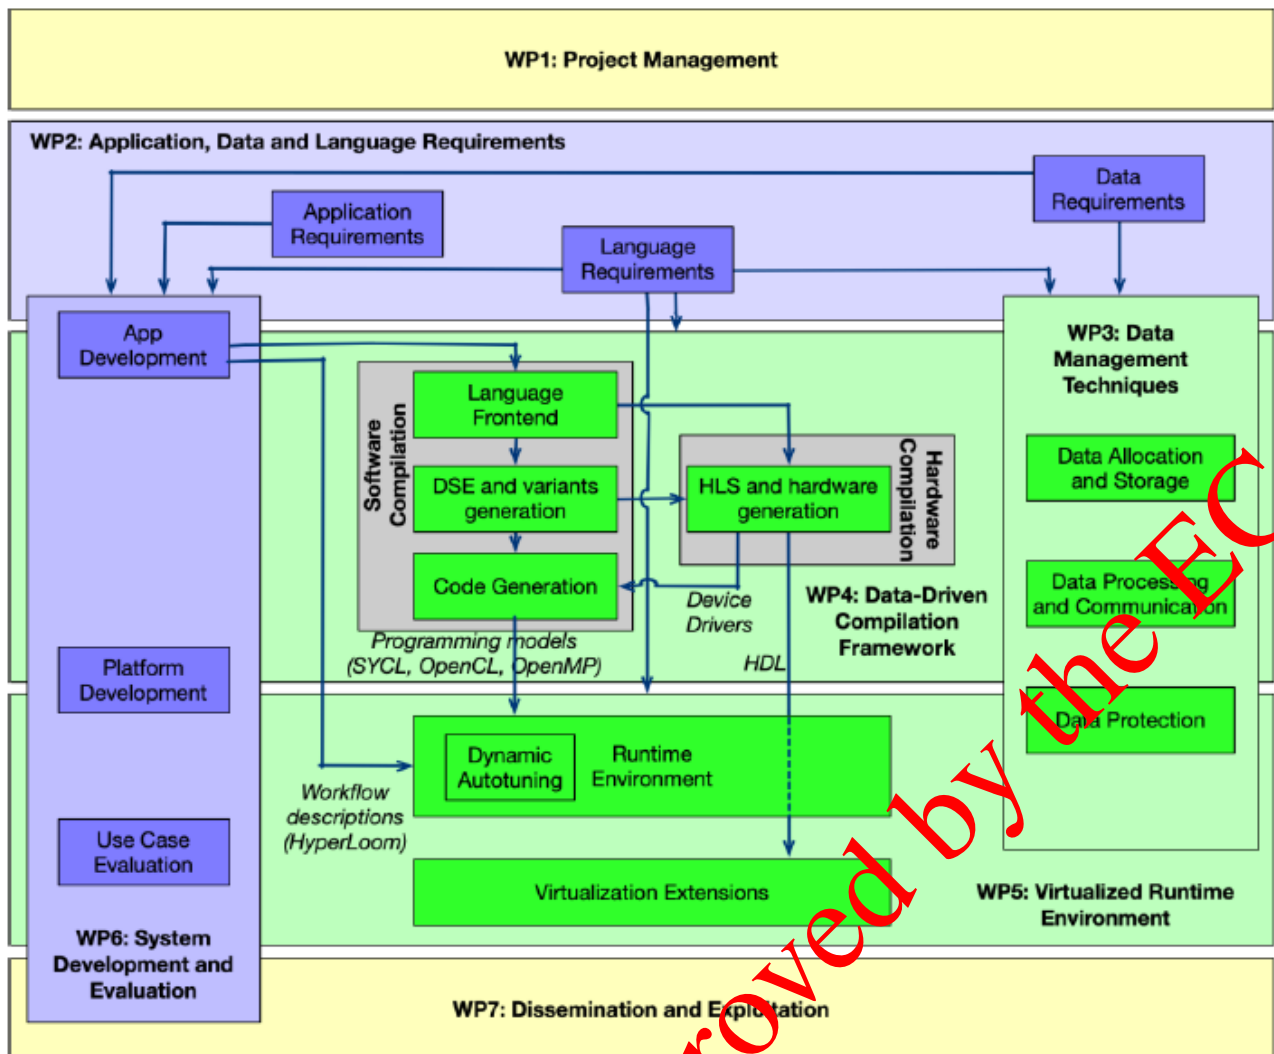 WP1: Project Management
WP2: Application, Data and Language Requirements
Data
Requirements
Application
Requirements
Language
Requirements
App
Development
WP3: Data
Management
Techniques
Language
Frontend
Software
Compilation
Hardware
Compilation
Data Allocation
and Storage
DSE and variants
generation
HLS and hardware
generation
Code Generation
Device
Drivers
WP4: Data-Driven
Compilation
Framework
Data Processing
and Communication
Programming models
(SYCL, OpenCL, OpenMP)
HDL
Platform
Development
Data Protection
Dynamic
Autotuning
Runtime
Environment
Workflow
descriptions
(HyperLoom)
Use Case
Evaluation
Virtualization Extensions
WP5: Virtualized Runtime
Environment
WP6: System
Development and
Evaluation
WP7: Dissemination and Exploitation
roved by the EC